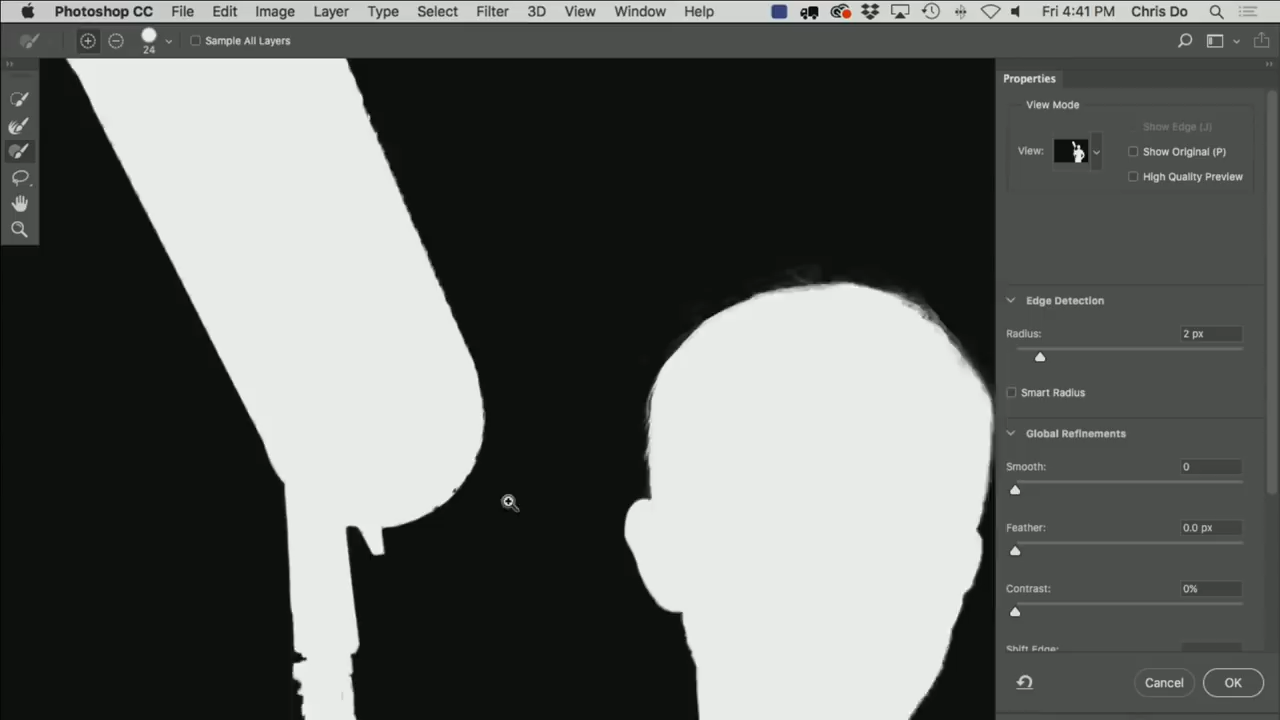 Photoshop CC File Edit Image Layer Type Select Filter 3D View Window Help Fri 4:41 PM Chris Do
24 Sample All Layers
Properties
View Mode
Show Edge (J)
View: Show Original (P)
High Quality Preview
Edge Detection
Radius: 2 px
Smart Radius
Global Refinements
Smooth: 0
Feather: 0.0 px
Contrast: 0%
Shift Edge:
Cancel OK